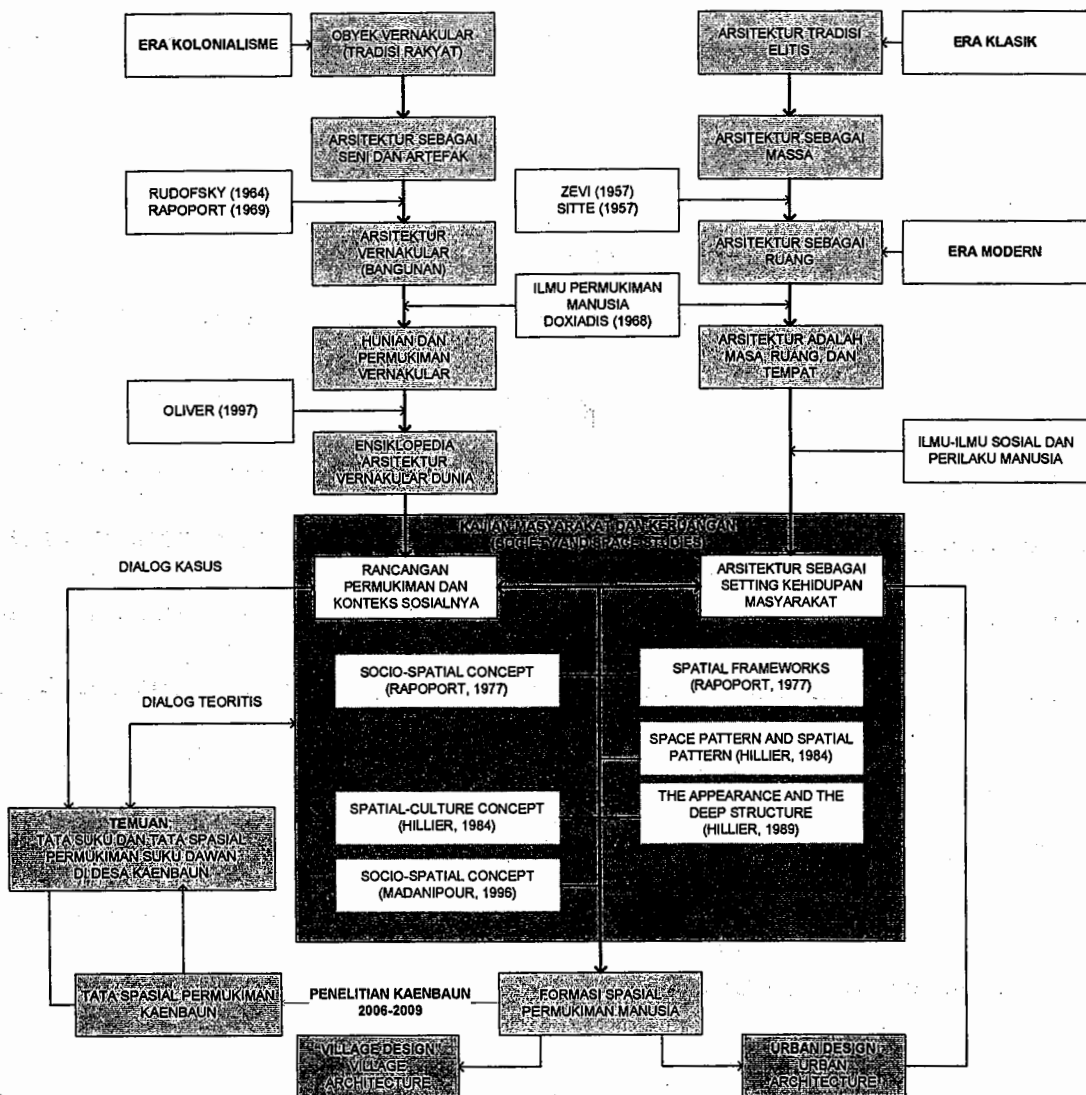 ERA KOLONIALISME
OBYEK VERNAKULAR
(TRADISI RAKYAT)
ARSITEKTUR TRADISI
ELITIS
ERA KLASIK
ARSITEKTUR SEBAGAI
SENI DAN ARTEFAK
ARSITEKTUR SEBAGAI
MASSA
RUDOFSKY (1964)
RAPOPORT (1969)
ZEVI (1957)
SITTE (1957)
ARSITEKTUR
VERNAKULAR
(BANGUNAN)
ARSITEKTUR SEBAGAI
RUANG
ERA MODERN
ILMU PERMUKIMAN
MANUSIA
DOXIADIS (1968)
HUNIAN DAN
PERMUKIMAN
VERNAKULAR
ARSITEKTUR ADALAH
MASA, RUANG, DAN
TEMPAT
OLIVER (1997)
ENSIKLOPEDIA
ARSITEKTUR
VERNAKULAR DUNIA
ILMU-ILMU SOSIAL DAN
PERILAKU MANUSIA
KAJIAN MASYARAKAT DAN KERUANGAN
(SOCIETY AND SPACE STUDIES)
DIALOG KASUS
RANCANGAN
PERMUKIMAN DAN
KONTEKS SOSIALNYA
ARSITEKTUR SEBAGAI
SETTING KEHIDUPAN
MASYARAKAT
SOCIO-SPATIAL CONCEPT
(RAPOPORT, 1977)
SPATIAL FRAMEWORKS
(RAPOPORT, 1977)
DIALOG TEORITIS
SPACE PATTERN AND SPATIAL
PATTERN (HILLIER, 1984)
SPATIAL-CULTURE CONCEPT
(HILLIER, 1984)
THE APPEARANCE AND THE
DEEP STRUCTURE
(HILLIER, 1989)
TEMUAN:
TATA SUKU DAN TATA SPASIAL
PERMUKIMAN SUKU DAWAN
DI DESA KAENBAUN
SOCIO-SPATIAL CONCEPT
(MADANIPOUR, 1996)
TATA SPASIAL PERMUKIMAN
KAENBAUN
PENELITIAN KAENBAUN
2006-2009
FORMASI SPASIAL
PERMUKIMAN MANUSIA
VILLAGE DESIGN,
VILLAGE
ARCHITECTURE
URBAN DESIGN,
URBAN
ARCHITECTURE